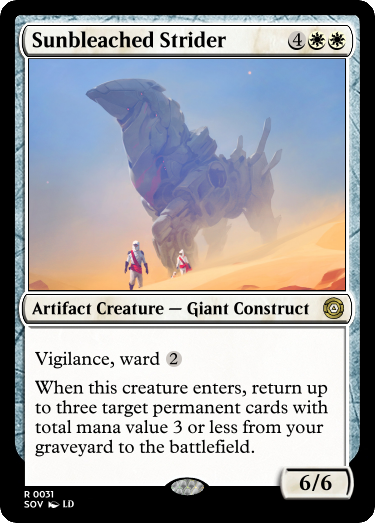 Sunbleached Strider 4
Artifact Creature — Giant Construct
Vigilance, ward 2
When this creature enters, return up
to three target permanent cards with
total mana value 3 or less from your
graveyard to the battlefield.
6/6
R 0031
SOV LD